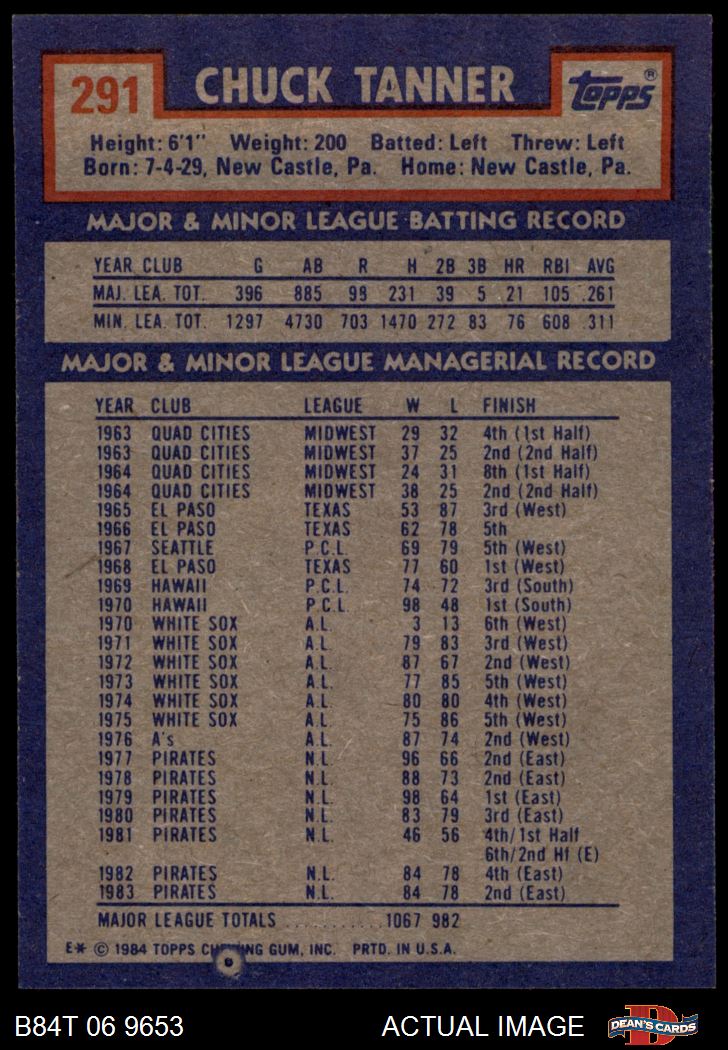 291 CHUCK TANNER Topps®
Height: 6'1" Weight: 200 Batted: Left Threw: Left
Born: 7-4-29, New Castle, Pa. Home: New Castle, Pa.
MAJOR & MINOR LEAGUE BATTING RECORD
YEAR CLUB G AB R H 2B 3B HR RBI AVG
MAJ. LEA. TOT. 396 885 98 231 39 5 21 105 .261
MIN. LEA. TOT. 1297 4730 703 1470 272 83 76 608 .311
MAJOR & MINOR LEAGUE MANAGERIAL RECORD
YEAR CLUB LEAGUE W L FINISH
1963 QUAD CITIES MIDWEST 29 32 4th (1st Half)
1963 QUAD CITIES MIDWEST 37 25 2nd (2nd Half)
1964 QUAD CITIES MIDWEST 24 31 8th (1st Half)
1964 QUAD CITIES MIDWEST 38 25 2nd (2nd Half)
1965 EL PASO TEXAS 53 87 3rd (West)
1966 EL PASO TEXAS 62 78 5th
1967 SEATTLE P.C.L. 69 79 5th (West)
1968 EL PASO TEXAS 77 60 1st (West)
1969 HAWAII P.C.L. 74 72 3rd (South)
1970 HAWAII P.C.L. 98 48 1st (South)
1970 WHITE SOX A.L. 3 13 6th (West)
1971 WHITE SOX A.L. 79 83 3rd (West)
1972 WHITE SOX A.L. 87 67 2nd (West)
1973 WHITE SOX A.L. 77 85 5th (West)
1974 WHITE SOX A.L. 80 80 4th (West)
1975 WHITE SOX A.L. 75 86 5th (West)
1976 A's A.L. 87 74 2nd (West)
1977 PIRATES N.L. 96 66 2nd (East)
1978 PIRATES N.L. 88 73 2nd (East)
1979 PIRATES N.L. 98 64 1st (East)
1980 PIRATES N.L. 83 79 3rd (East)
1981 PIRATES N.L. 46 56 4th/1st Half
6th/2nd Hf (E)
1982 PIRATES N.L. 84 78 4th (East)
1983 PIRATES N.L. 84 78 2nd (East)
MAJOR LEAGUE TOTALS ........... 1067 982
E* © 1984 TOPPS CHEWING GUM, INC. PRTD. IN U.S.A.
B84T 06 9653 ACTUAL IMAGE DEAN'S CARDS